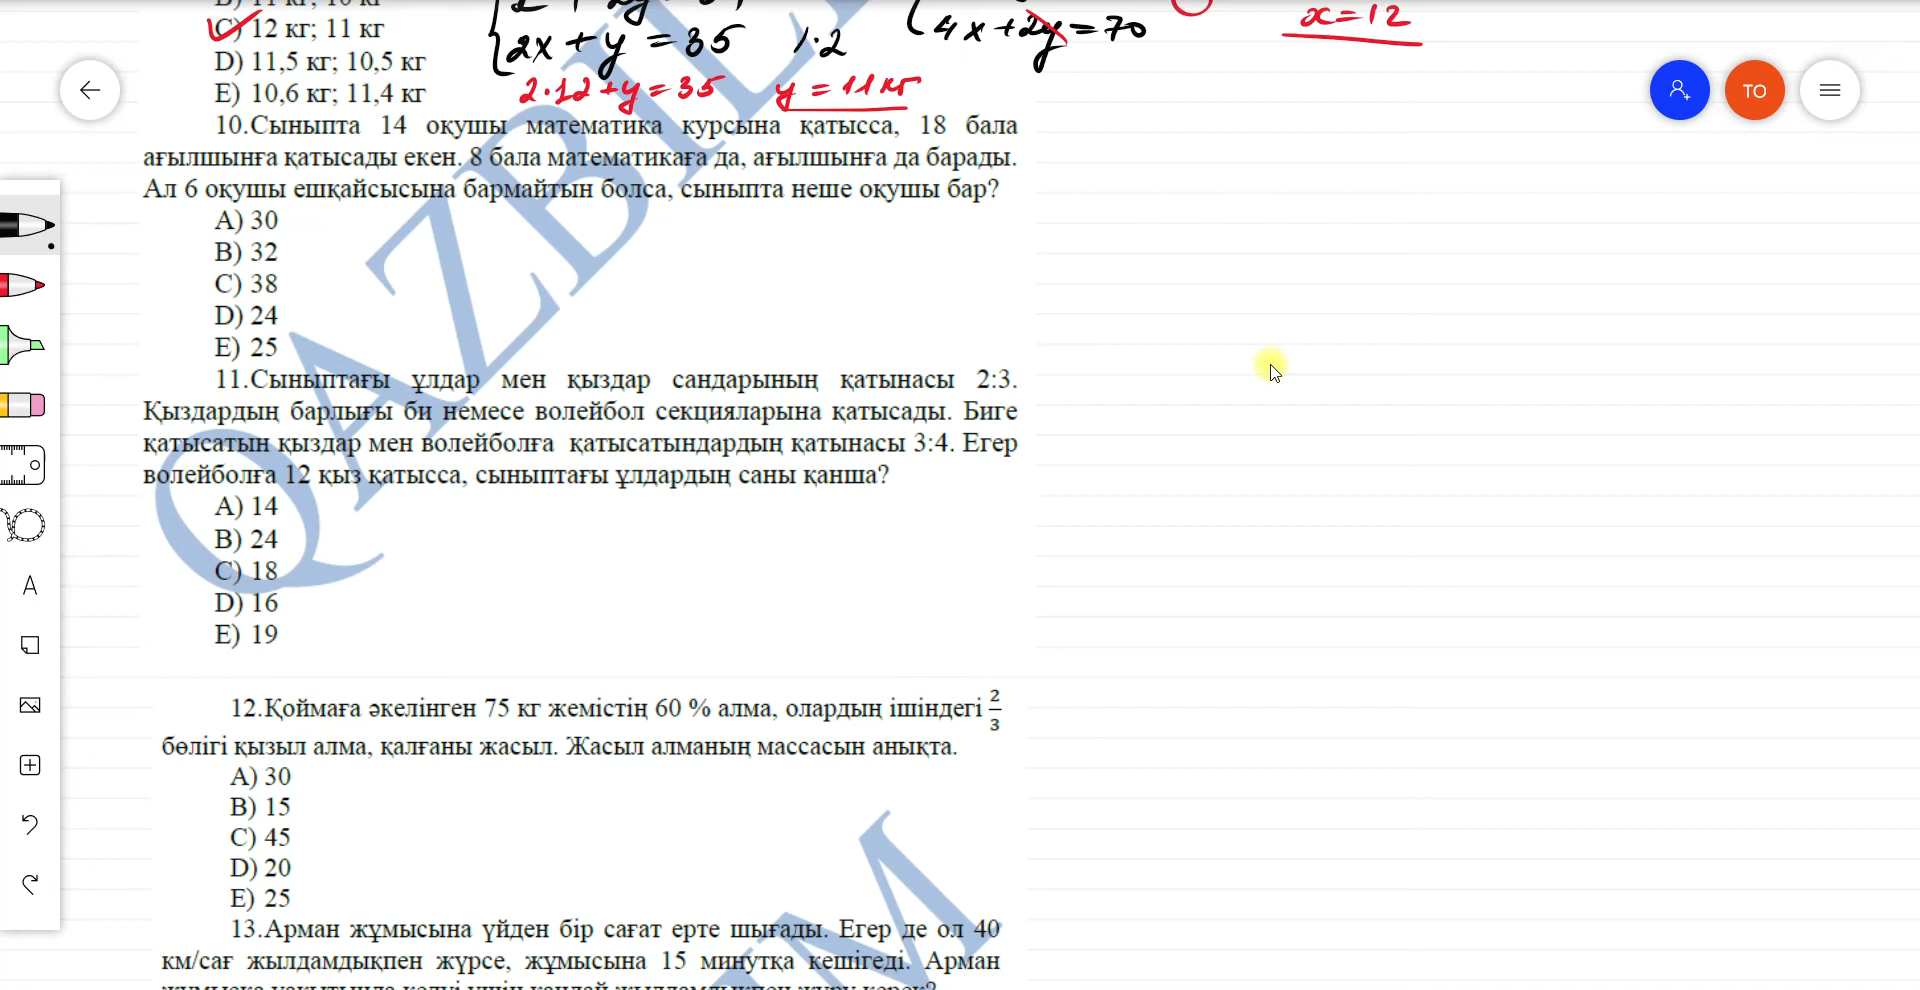 C) 12 кг; 11 кг
D) 11,5 кг; 10,5 кг
E) 10,6 кг; 11,4 кг
2x + y = 35 | · 2
4x + 2y = 70
x = 12
2·12 + y = 35 y = 11 кг
10.Сыныпта 14 оқушы математика курсына қатысса, 18 бала
ағылшынға қатысады екен. 8 бала математикаға да, ағылшынға да барады.
Ал 6 оқушы ешқайсысына бармайтын болса, сыныпта неше оқушы бар?
A) 30
B) 32
C) 38
D) 24
E) 25
11.Сыныптағы ұлдар мен қыздар сандарының қатынасы 2:3.
Қыздардың барлығы би немесе волейбол секцияларына қатысады. Биге
қатысатын қыздар мен волейболға қатысатындардың қатынасы 3:4. Егер
волейболға 12 қыз қатысса, сыныптағы ұлдардың саны қанша?
A) 14
B) 24
C) 18
D) 16
E) 19
12.Қоймаға әкелінген 75 кг жемістің 60 % алма, олардың ішіндегі 2/3
бөлігі қызыл алма, қалғаны жасыл. Жасыл алманың массасын анықта.
A) 30
B) 15
C) 45
D) 20
E) 25
13.Арман жұмысына үйден бір сағат ерте шығады. Егер де ол 40
км/сағ жылдамдықпен жүрсе, жұмысына 15 минутқа кешігеді. Арман
TO
A
QAZBIL
M